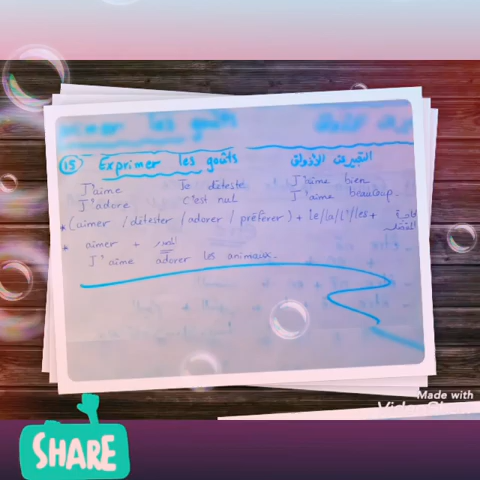 15 Exprimer les goûts التعبير عن الأذواق
J'aime Je déteste J'aime bien
J'adore C'est nul J'aime beaucoup.
* (aimer / détester / adorer / préférer) + le/la/l'/les +
* aimer + المصدر
J'aime adorer les animaux.
Made with
SHARE